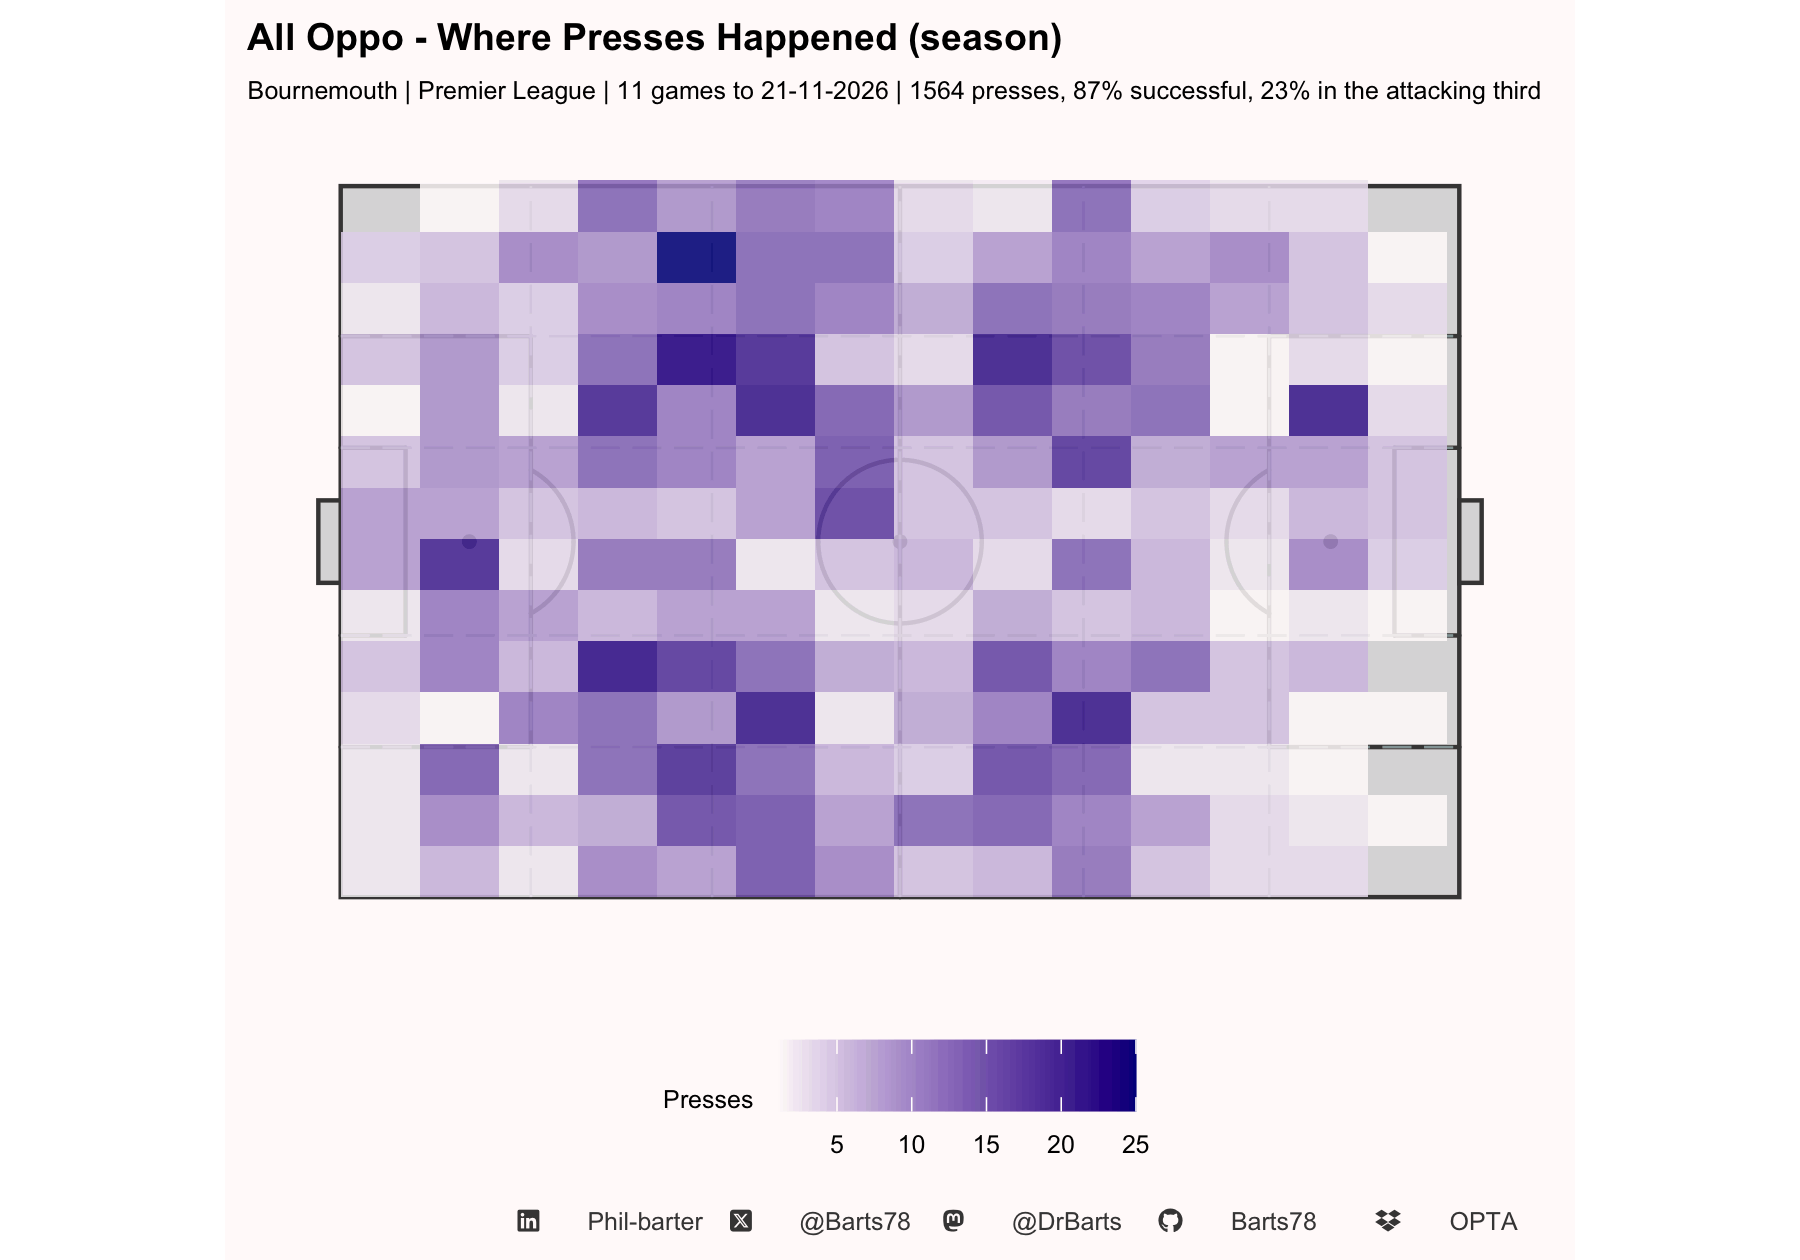 All Oppo - Where Presses Happened (season)
Bournemouth | Premier League | 11 games to 21-11-2026 | 1564 presses, 87% successful, 23% in the attacking third
Presses
5 10 15 20 25
Phil-barter @Barts78 @DrBarts Barts78 OPTA